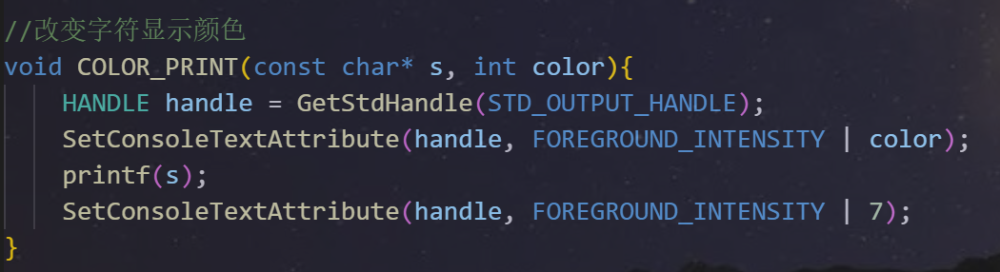 //改变字符显示颜色
void COLOR_PRINT(const char* s, int color){
    HANDLE handle = GetStdHandle(STD_OUTPUT_HANDLE);
    SetConsoleTextAttribute(handle, FOREGROUND_INTENSITY | color);
    printf(s);
    SetConsoleTextAttribute(handle, FOREGROUND_INTENSITY | 7);
}